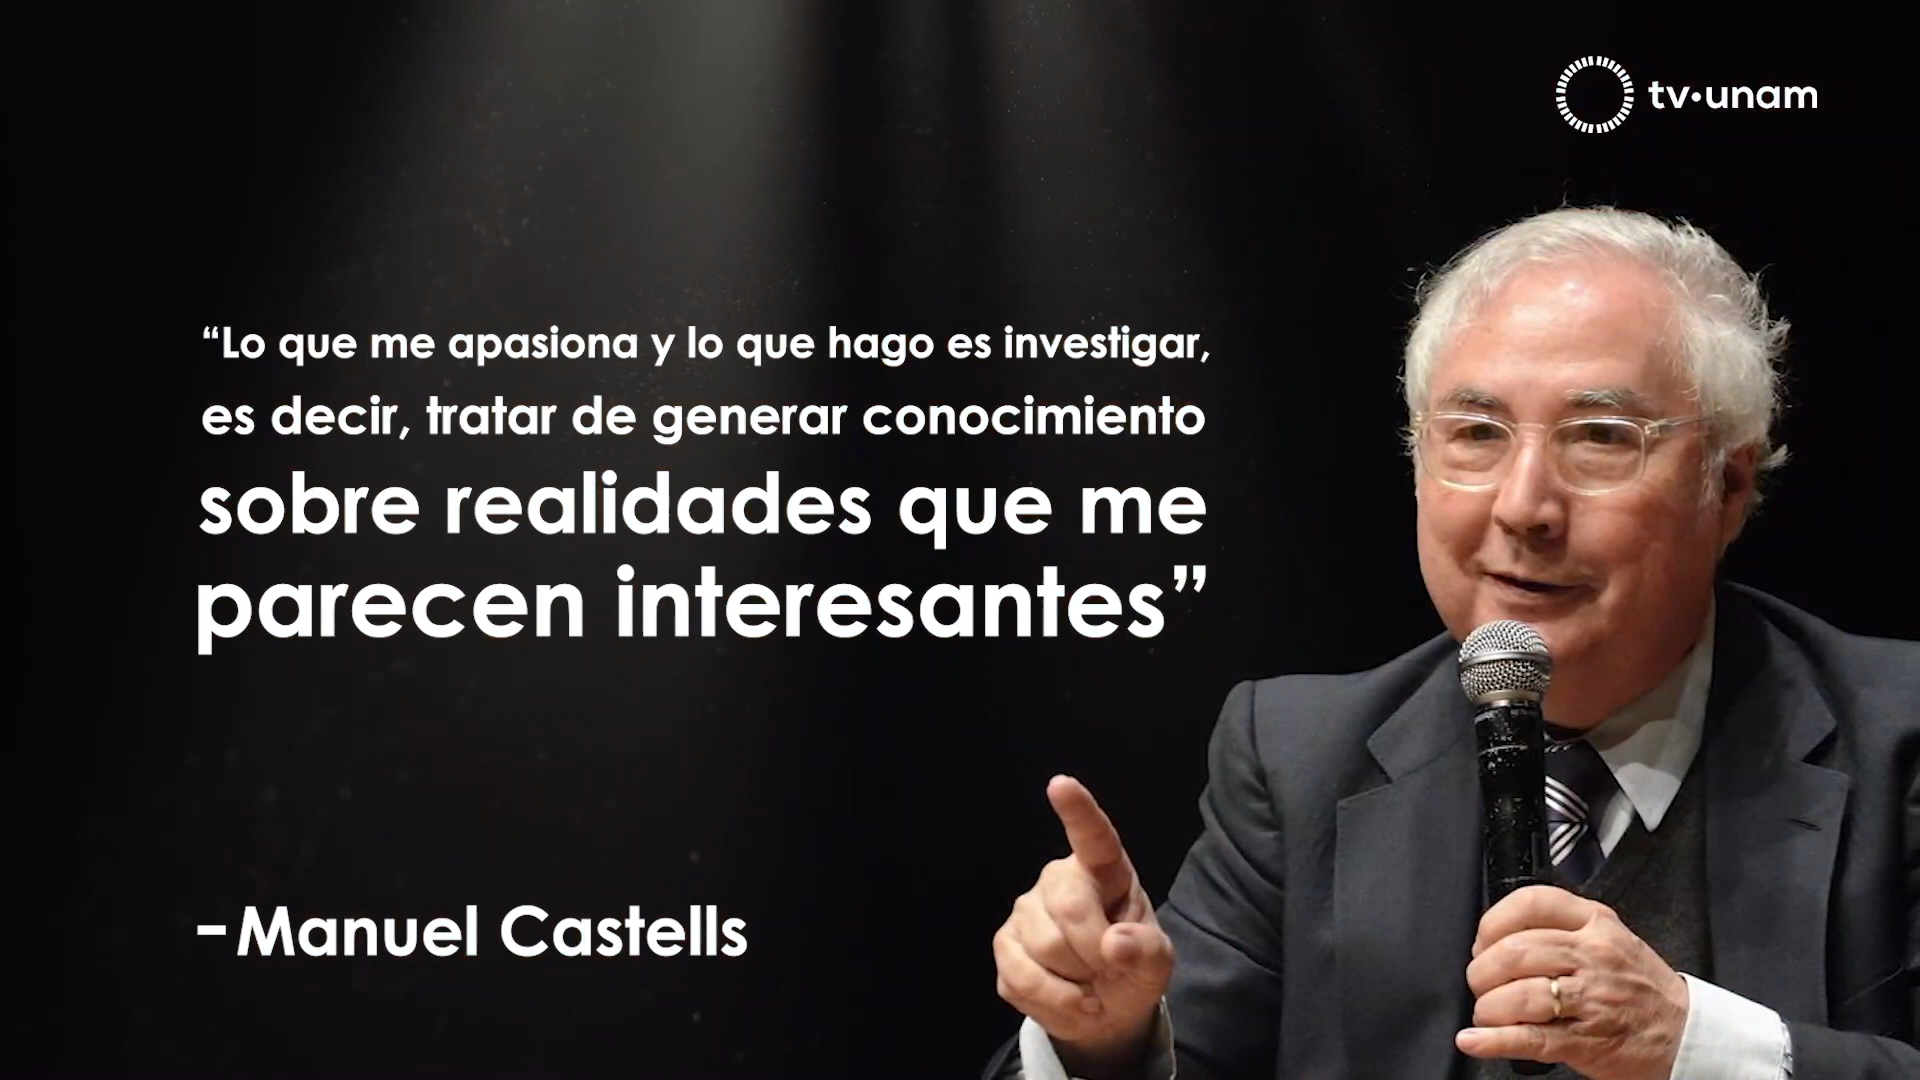 tv·unam
“Lo que me apasiona y lo que hago es investigar,
es decir, tratar de generar conocimiento
sobre realidades que me
parecen interesantes”
-Manuel Castells